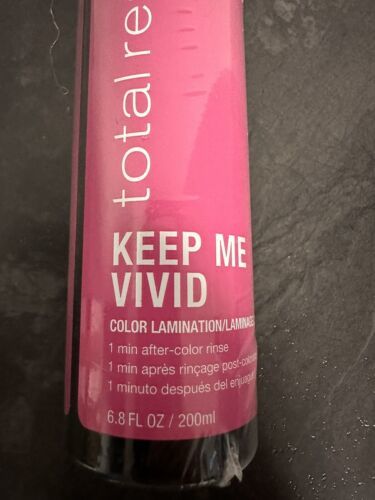 total re
KEEP ME
VIVID
COLOR LAMINATION/LAMINAGE
1 min after-color rinse
1 min après rinçage post-colo
1 minuto después del enjuague
6.8 FL OZ / 200ml